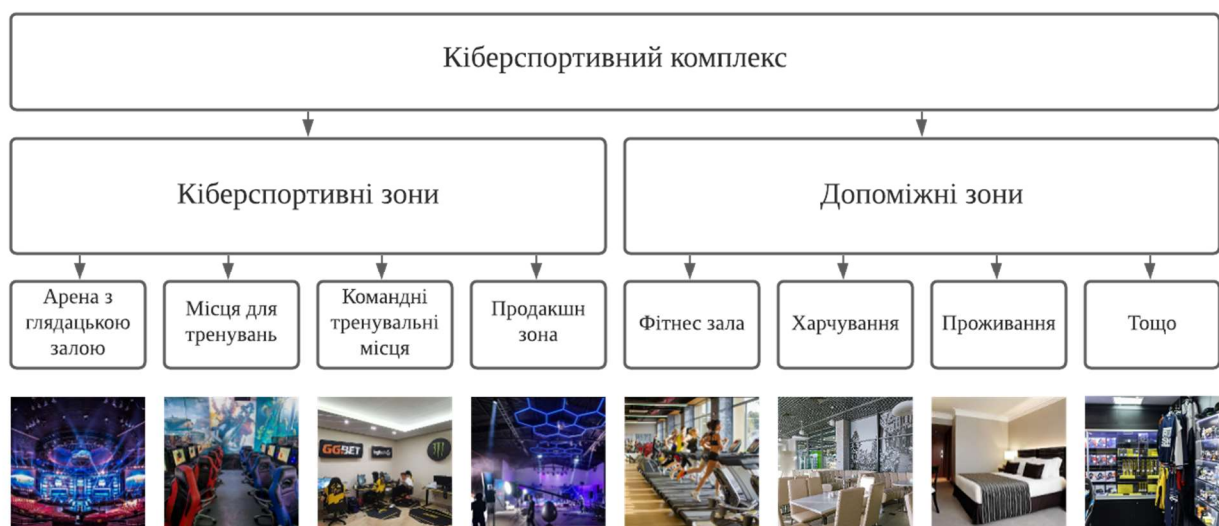 Кіберспортивний комплекс
Кіберспортивні зони
Допоміжні зони
Арена з
глядацькою
залою
Місця для
тренувань
Командні
тренувальні
місця
Продакшн
зона
Фітнес зала
Харчування
Проживання
Тощо
GGBET